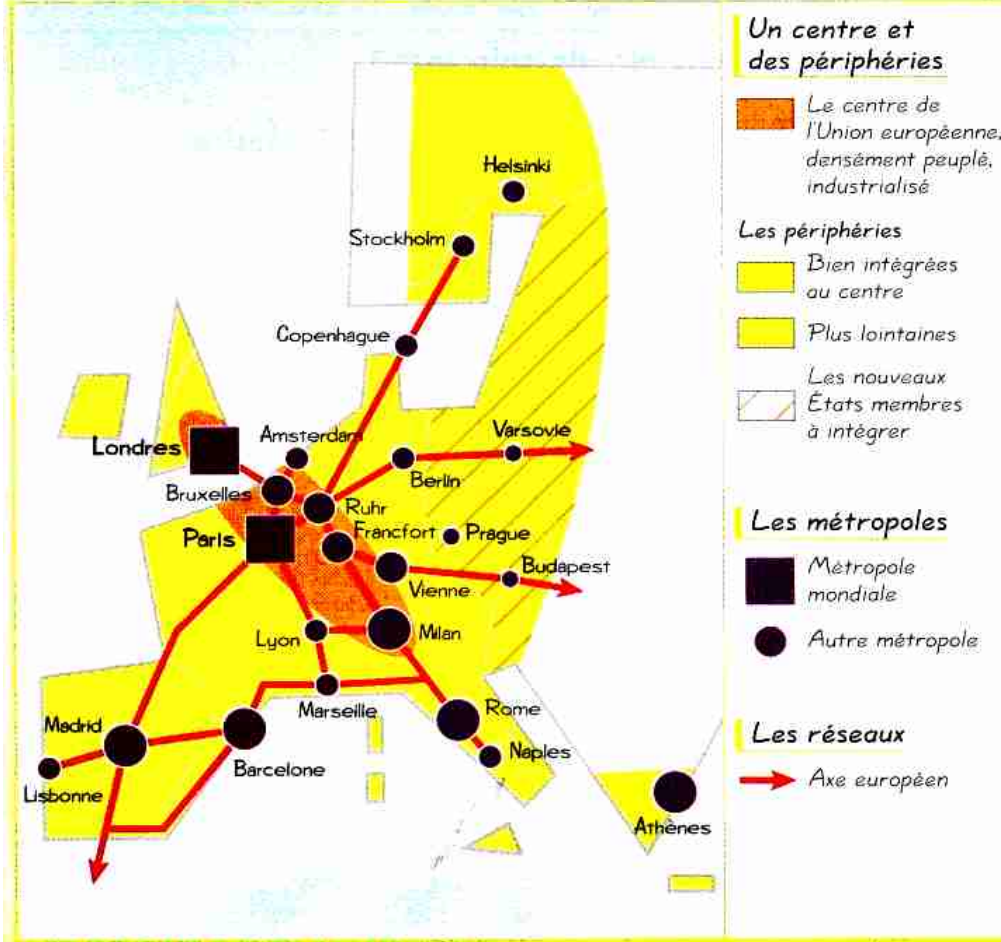 Un centre et
des périphéries
Le centre de
l'Union européenne,
densément peuplé,
industrialisé
Les périphéries
Bien intégrées
au centre
Plus lointaines
Les nouveaux
États membres
à intégrer
Les métropoles
Métropole
mondiale
Autre métropole
Les réseaux
Axe européen
Helsinki
Stockholm
Copenhague
Londres
Amsterdam
Varsovie
Berlin
Bruxelles
Ruhr
Paris
Francfort
Prague
Budapest
Vienne
Lyon
Milan
Marseille
Rome
Madrid
Naples
Barcelone
Lisbonne
Athènes